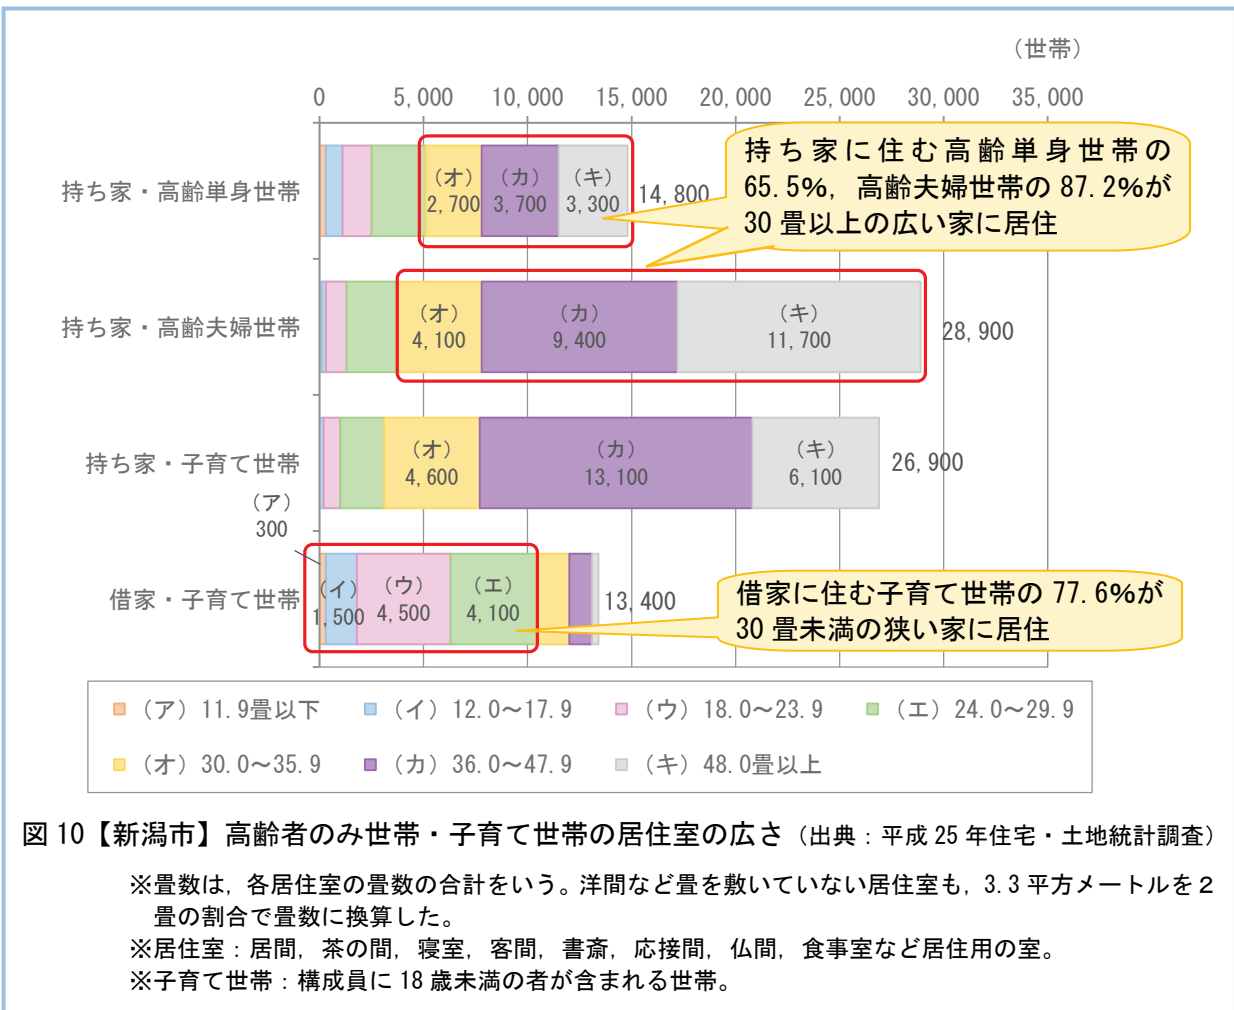 （世帯）
0 5,000 10,000 15,000 20,000 25,000 30,000 35,000
持ち家に住む高齢単身世帯の
65.5%，高齢夫婦世帯の 87.2%が
30 畳以上の広い家に居住
持ち家・高齢単身世帯
（オ） （カ） （キ）
2,700 3,700 3,300 14,800
持ち家・高齢夫婦世帯
（オ） （カ） （キ）
4,100 9,400 11,700 28,900
持ち家・子育て世帯
（オ） （カ） （キ）
4,600 13,100 6,100 26,900
（ア）
300
借家・子育て世帯
（イ） （ウ） （エ）
1,500 4,500 4,100 13,400
借家に住む子育て世帯の 77.6%が
30 畳未満の狭い家に居住
（ア）11.9畳以下 （イ）12.0～17.9 （ウ）18.0～23.9 （エ）24.0～29.9
（オ）30.0～35.9 （カ）36.0～47.9 （キ）48.0畳以上
図 10【新潟市】高齢者のみ世帯・子育て世帯の居住室の広さ（出典：平成 25 年住宅・土地統計調査）
※畳数は，各居住室の畳数の合計をいう。洋間など畳を敷いていない居住室も，3.3 平方メートルを２
畳の割合で畳数に換算した。
※居住室：居間，茶の間，寝室，客間，書斎，応接間，仏間，食事室など居住用の室。
※子育て世帯：構成員に 18 歳未満の者が含まれる世帯。